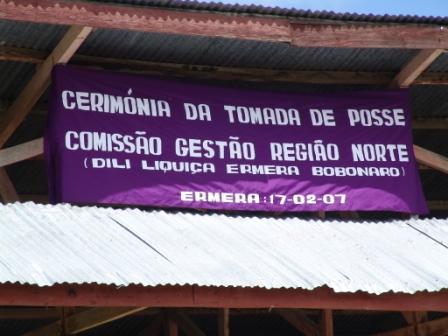 CERIMÓNIA DA TOMADA DE POSSE
COMISSÃO GESTÃO REGIÃO NORTE
( DILI LIQUIÇA ERMERA BOBONARO )
ERMERA : 17-02-07